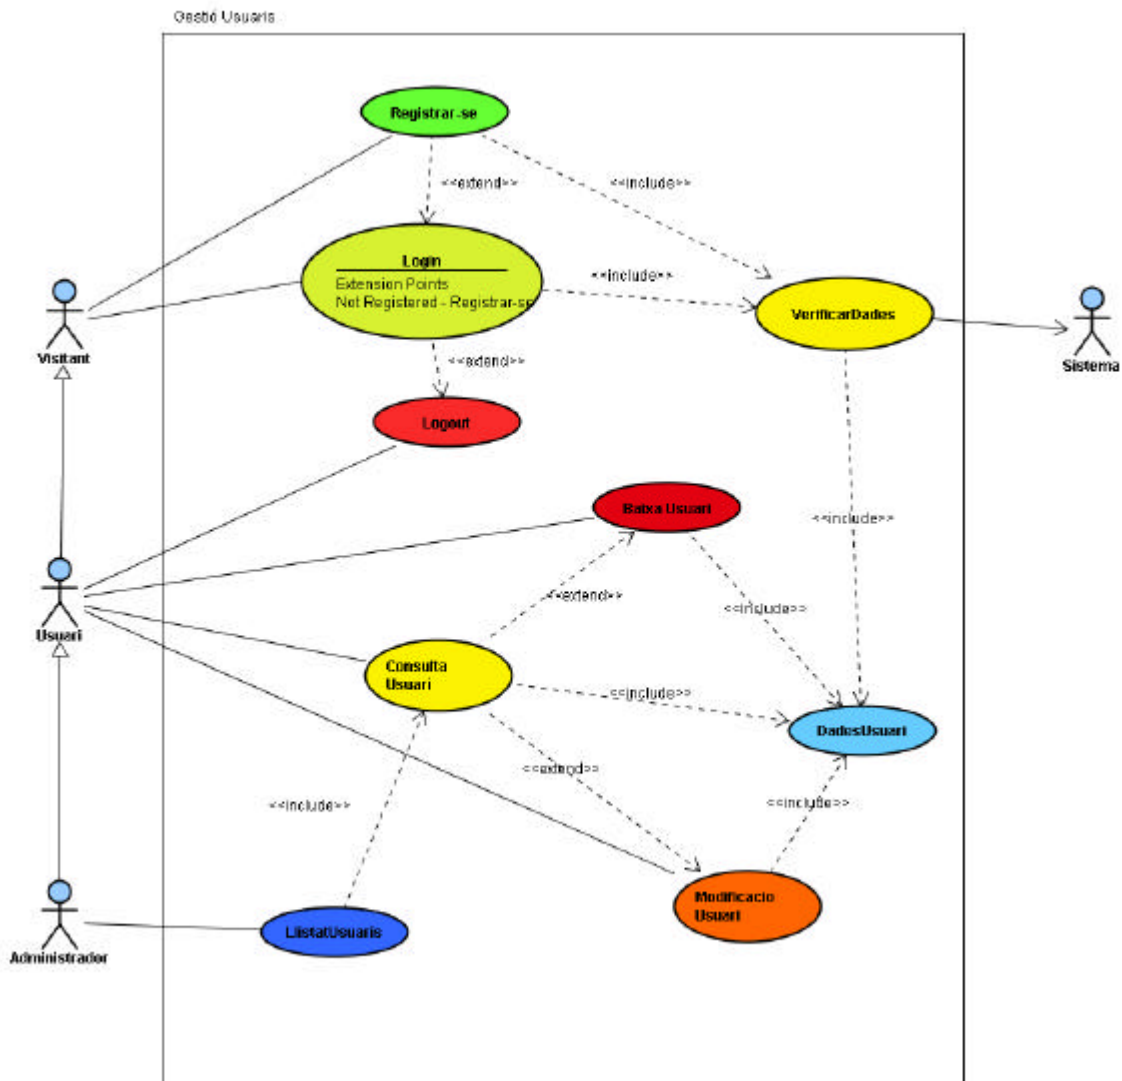 Gestió Usuaris
Registrar-se
<<extend>>
<<include>>
Login
Extension Points
Not Registered - Registrar-se
<<include>>
VerificarDades
Visitant
Sistema
<<extend>>
Logout
Baixa Usuari
<<include>>
<<extend>>
<<include>>
Usuari
Consulta
Usuari
<<include>>
DadesUsuari
<<extend>>
<<include>>
<<include>>
Modificacio
Usuari
LlistatUsuaris
Administrador